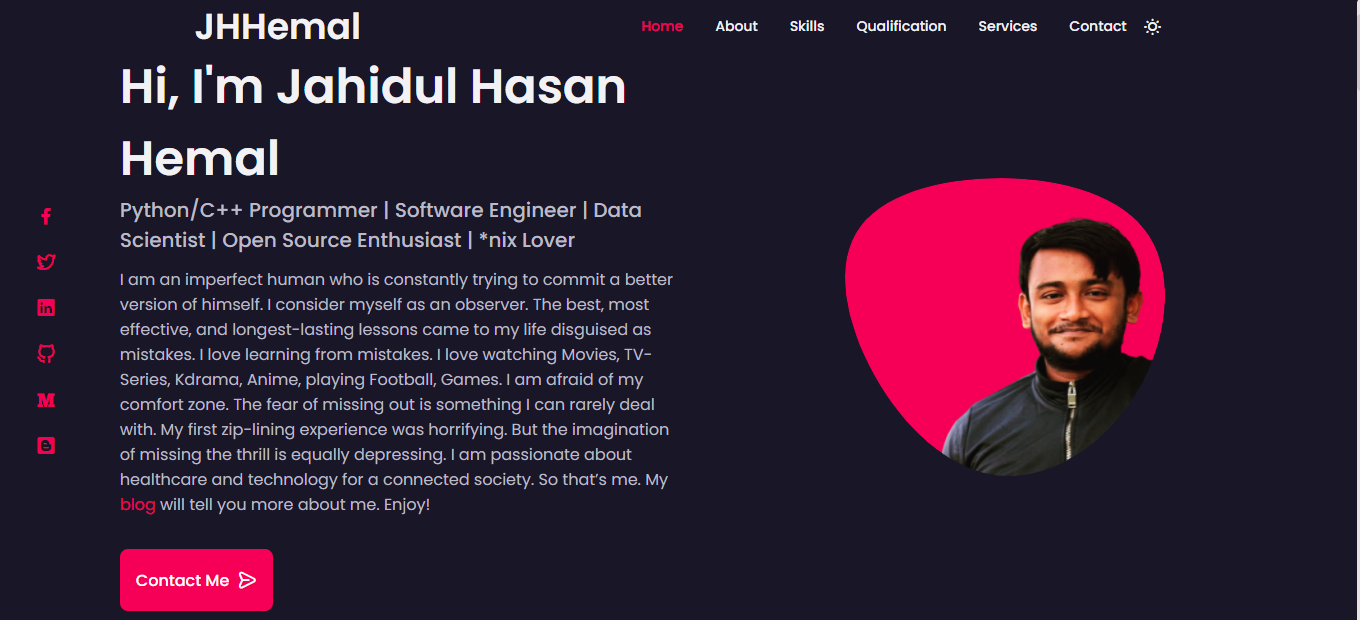 JHHemal
Home About Skills Qualification Services Contact
Hi, I'm Jahidul Hasan
Hemal
Python/C++ Programmer | Software Engineer | Data
Scientist | Open Source Enthusiast | *nix Lover
I am an imperfect human who is constantly trying to commit a better
version of himself. I consider myself as an observer. The best, most
effective, and longest-lasting lessons came to my life disguised as
mistakes. I love learning from mistakes. I love watching Movies, TV-
Series, Kdrama, Anime, playing Football, Games. I am afraid of my
comfort zone. The fear of missing out is something I can rarely deal
with. My first zip-lining experience was horrifying. But the imagination
of missing the thrill is equally depressing. I am passionate about
healthcare and technology for a connected society. So that’s me. My
blog will tell you more about me. Enjoy!
Contact Me